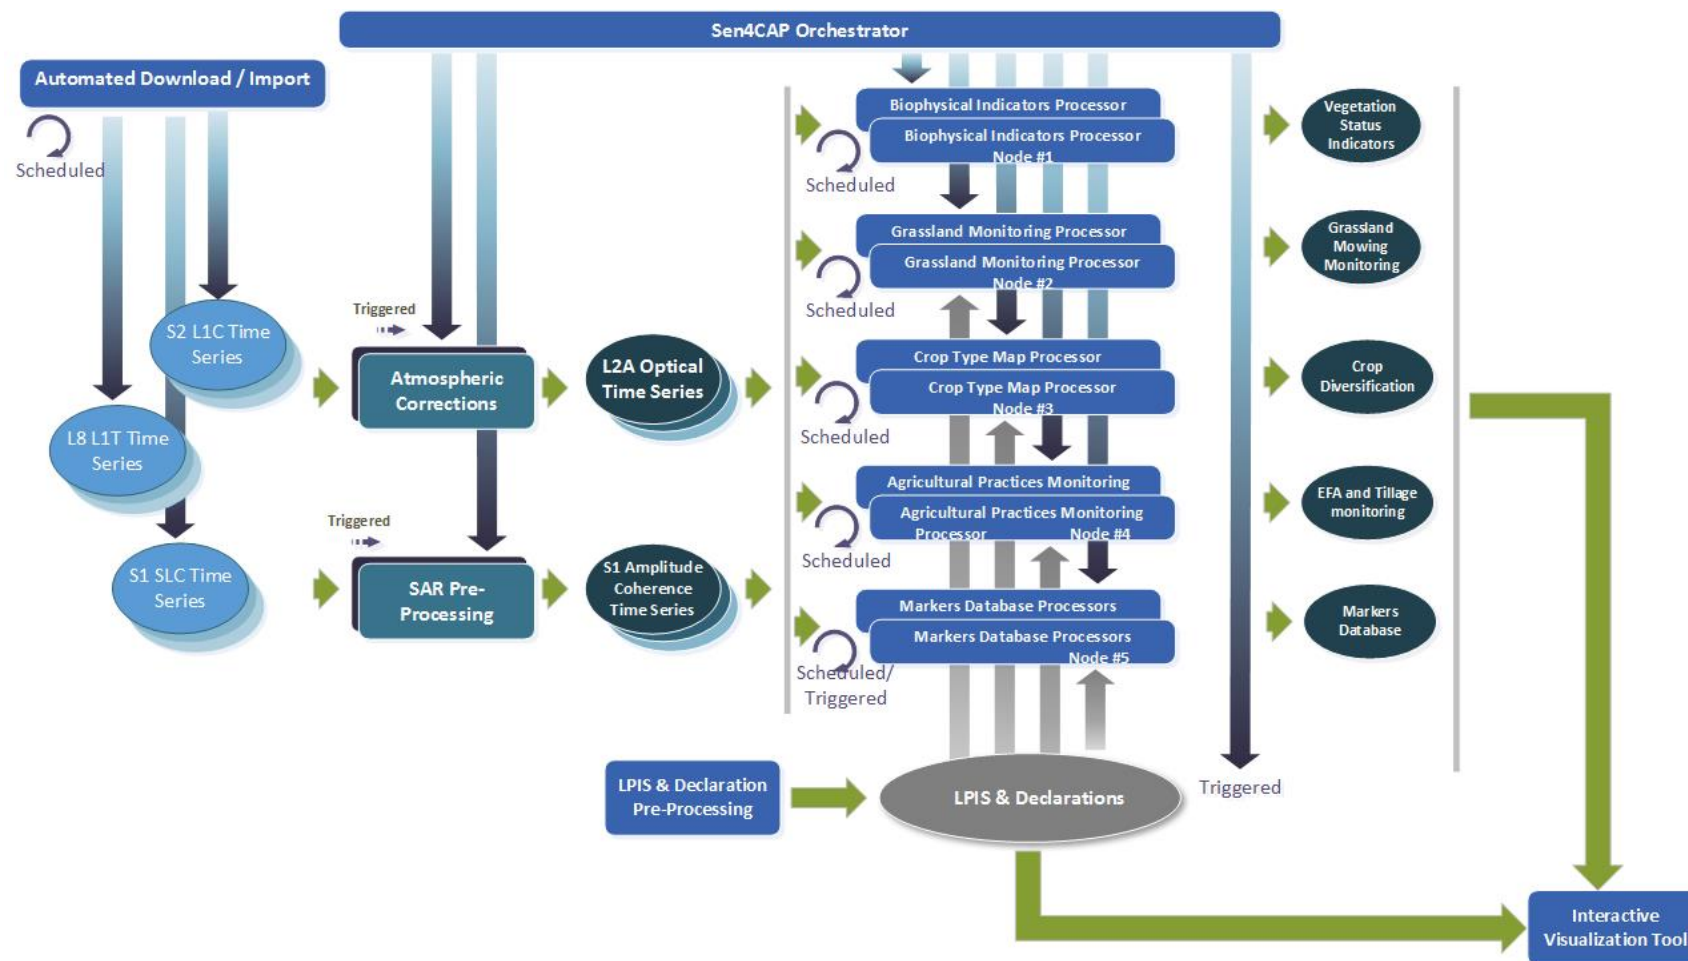 Sen4CAP Orchestrator
Automated Download / Import
Scheduled
S2 L1C Time
Series
L8 L1T Time
Series
S1 SLC Time
Series
Triggered
Atmospheric
Corrections
Triggered
SAR Pre-
Processing
L2A Optical
Time Series
S1 Amplitude
Coherence
Time Series
Biophysical Indicators Processor
Biophysical Indicators Processor
Node #1
Scheduled
Grassland Monitoring Processor
Grassland Monitoring Processor
Node #2
Scheduled
Crop Type Map Processor
Crop Type Map Processor
Node #3
Scheduled
Agricultural Practices Monitoring
Agricultural Practices Monitoring
Processor Node #4
Scheduled
Markers Database Processors
Markers Database Processors
Node #5
Scheduled/
Triggered
Vegetation
Status
Indicators
Grassland
Mowing
Monitoring
Crop
Diversification
EFA and Tillage
monitoring
Markers
Database
Triggered
LPIS & Declaration
Pre-Processing
LPIS & Declarations
Interactive
Visualization Tool